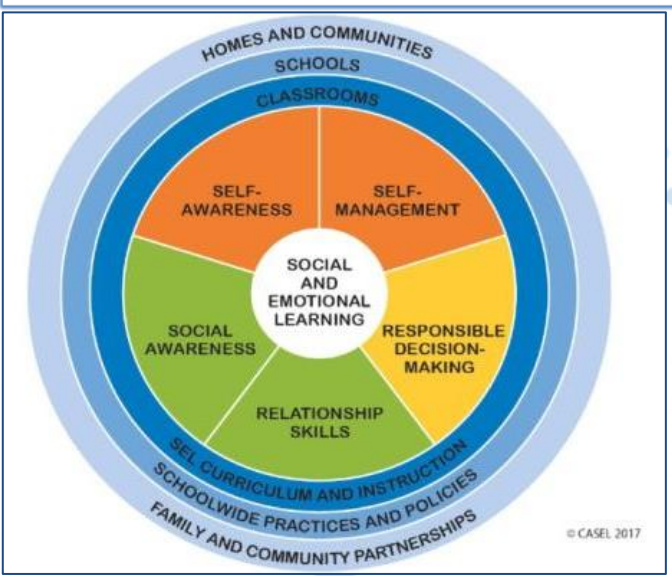 HOMES AND COMMUNITIES
SCHOOLS
CLASSROOMS
SELF-
AWARENESS
SELF-
MANAGEMENT
SOCIAL
AND
EMOTIONAL
LEARNING
SOCIAL
AWARENESS
RESPONSIBLE
DECISION-
MAKING
RELATIONSHIP
SKILLS
SEL CURRICULUM AND INSTRUCTION
SCHOOLWIDE PRACTICES AND POLICIES
FAMILY AND COMMUNITY PARTNERSHIPS
© CASEL 2017